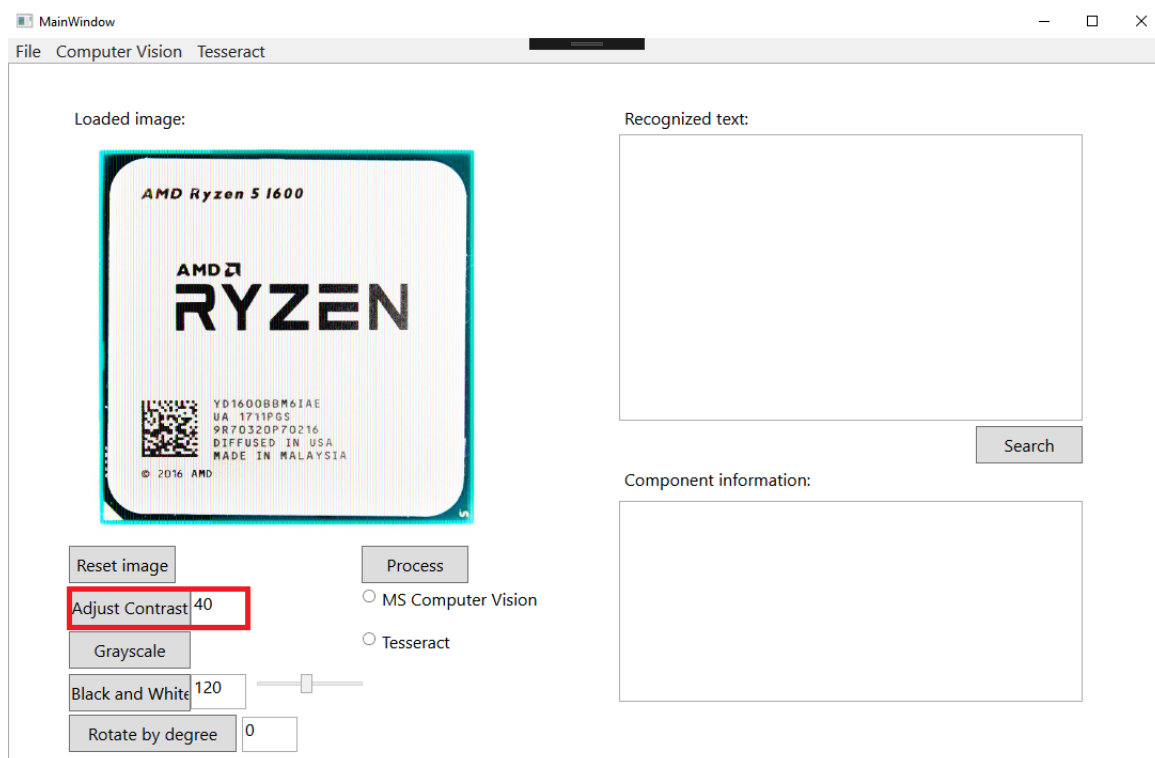 MainWindow
File Computer Vision Tesseract
Loaded image:
AMD Ryzen 5 1600
AMD
RYZEN
YD1600BBM6IAE
UA 1711PGS
9R70320P70216
DIFFUSED IN USA
MADE IN MALAYSIA
© 2016 AMD
Reset image
Adjust Contrast 40
Grayscale
Black and White 120
Rotate by degree 0
Process
MS Computer Vision
Tesseract
Recognized text:
Search
Component information: